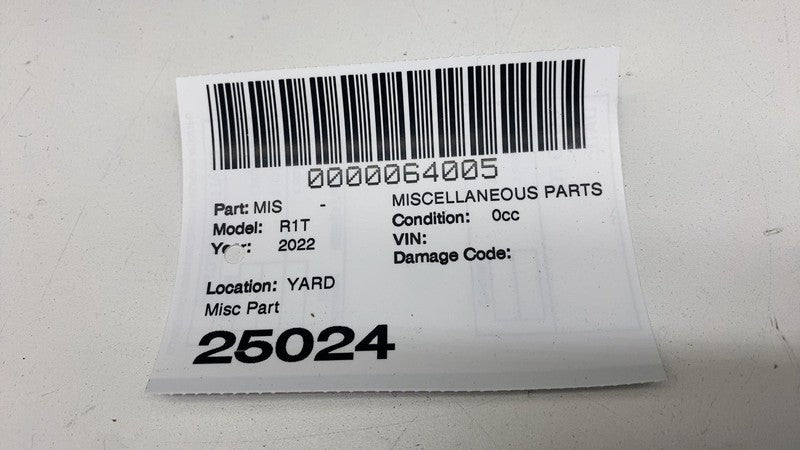 0000064005
Part: MIS - MISCELLANEOUS PARTS
Model: R1T Condition: 0cc
Year: 2022 VIN:
Damage Code:
Location: YARD
Misc Part
25024